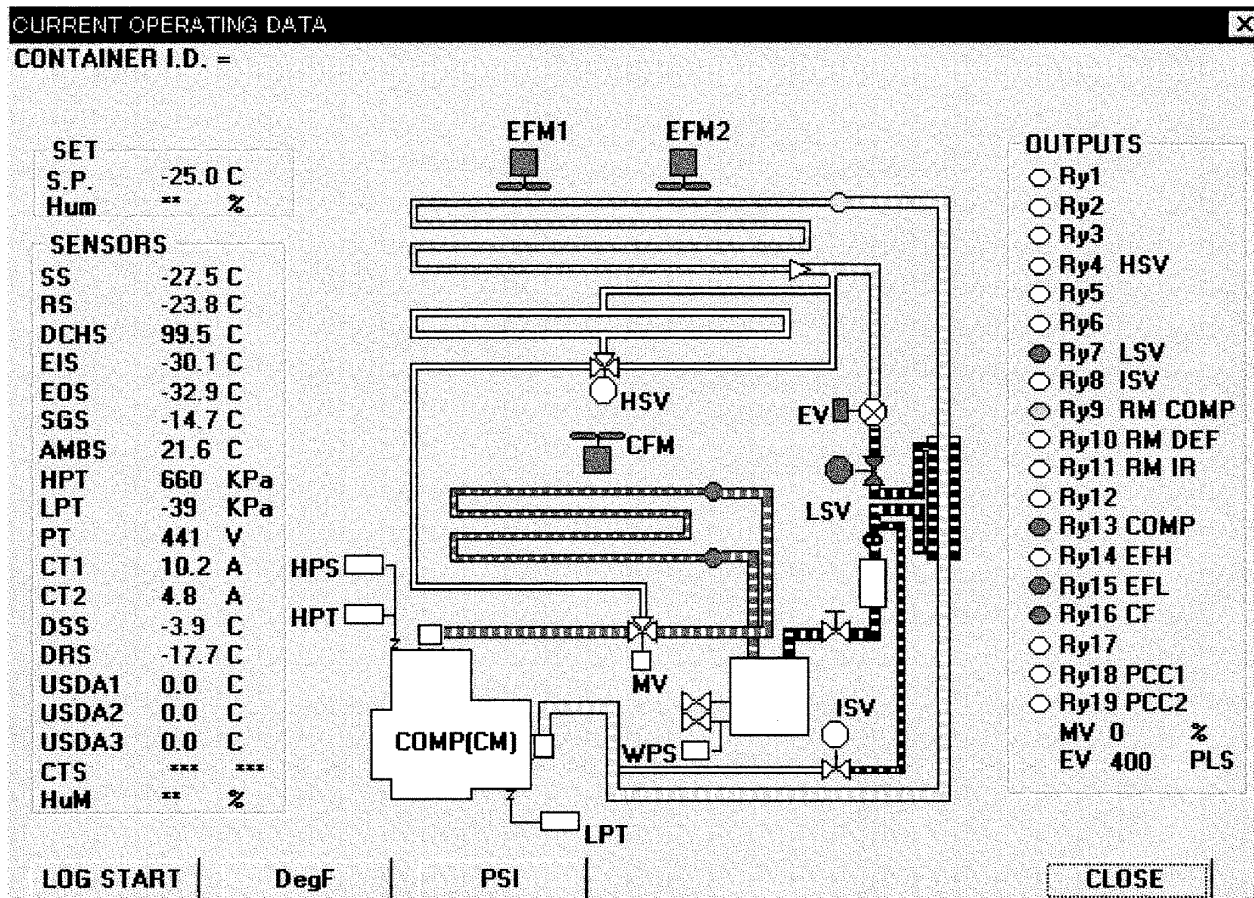 CURRENT OPERATING DATA
CONTAINER I.D. =
SET
S.P. -25.0 C
Hum ** %
SENSORS
SS -27.5 C
RS -23.8 C
DCHS 99.5 C
EIS -30.1 C
EOS -32.9 C
SGS -14.7 C
AMBS 21.6 C
HPT 660 KPa
LPT -39 KPa
PT 441 V
CT1 10.2 A
CT2 4.8 A
DSS -3.9 C
DRS -17.7 C
USDA1 0.0 C
USDA2 0.0 C
USDA3 0.0 C
CTS *** ***
HuM ** %
EFM1
EFM2
HSV
EV
CFM
LSV
HPS
HPT
MV
ISV
COMP(CM)
WPS
LPT
OUTPUTS
Ry1
Ry2
Ry3
Ry4 HSV
Ry5
Ry6
Ry7 LSV
Ry8 ISV
Ry9 RM COMP
Ry10 RM DEF
Ry11 RM IR
Ry12
Ry13 COMP
Ry14 EFH
Ry15 EFL
Ry16 CF
Ry17
Ry18 PCC1
Ry19 PCC2
MV 0 %
EV 400 PLS
LOG START
DegF
PSI
CLOSE